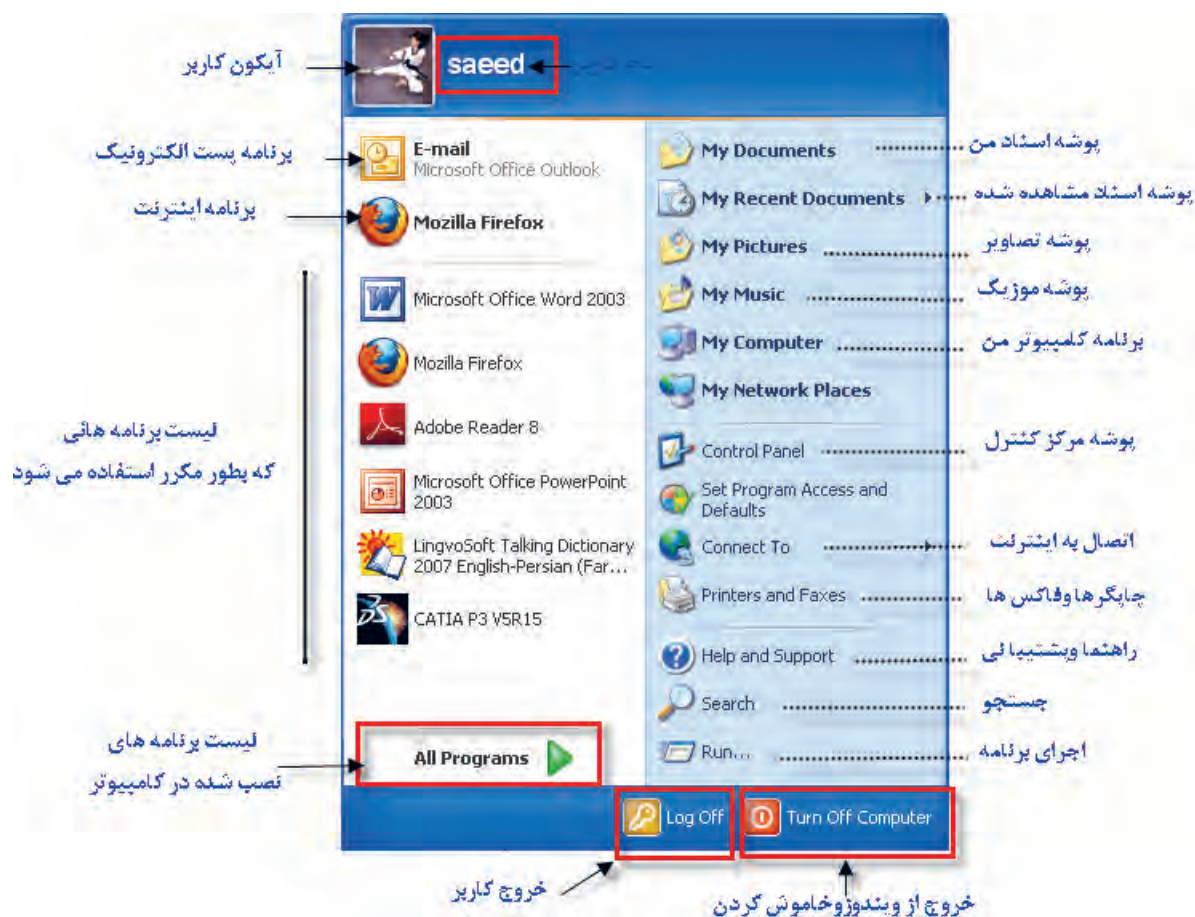 آیکون کاربر
saeed
برنامه پست الکترونیک
E-mail
Microsoft Office Outlook
برنامه اینترنت
Mozilla Firefox
لیست برنامه هائی
که بطور مکرر استفاده می شود
Microsoft Office Word 2003
Mozilla Firefox
Adobe Reader 8
Microsoft Office PowerPoint
2003
LingvoSoft Talking Dictionary
2007 English-Persian (Far...
CATIA P3 V5R15
لیست برنامه های
نصب شده در کامپیوتر
All Programs
My Documents
پوشه اسناد من
My Recent Documents
پوشه اسناد مشاهده شده
My Pictures
پوشه تصاویر
My Music
پوشه موزیک
My Computer
برنامه کامپیوتر من
My Network Places
Control Panel
پوشه مرکز کنترل
Set Program Access and
Defaults
Connect To
اتصال به اینترنت
Printers and Faxes
چاپگرها وفاکس ها
Help and Support
راهنما وپشتیبا نی
Search
جستجو
Run...
اجرای برنامه
Log Off
Turn Off Computer
خروج کاربر
خروج از ویندوزوخاموش کردن